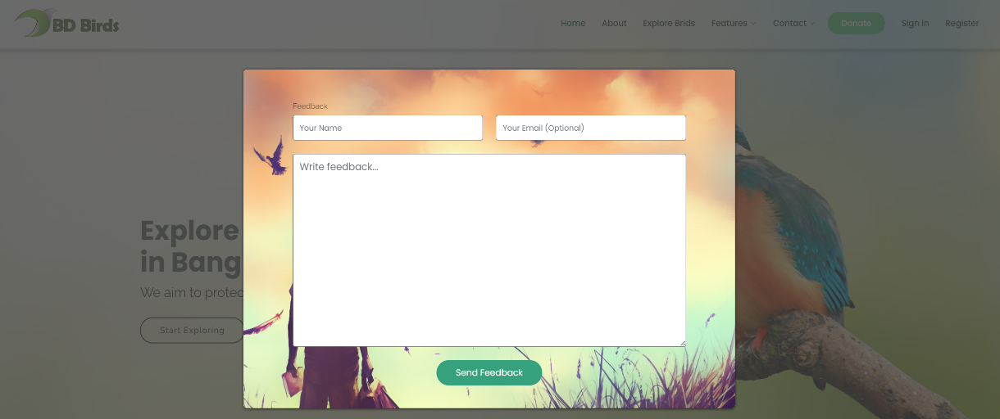 BD Birds
Home About Explore Brids Features Contact Donate Sign in Register
Feedback
Your Name Your Email (Optional)
Write feedback...
Explore
in Bang
We aim to protec
Start Exploring
Send Feedback